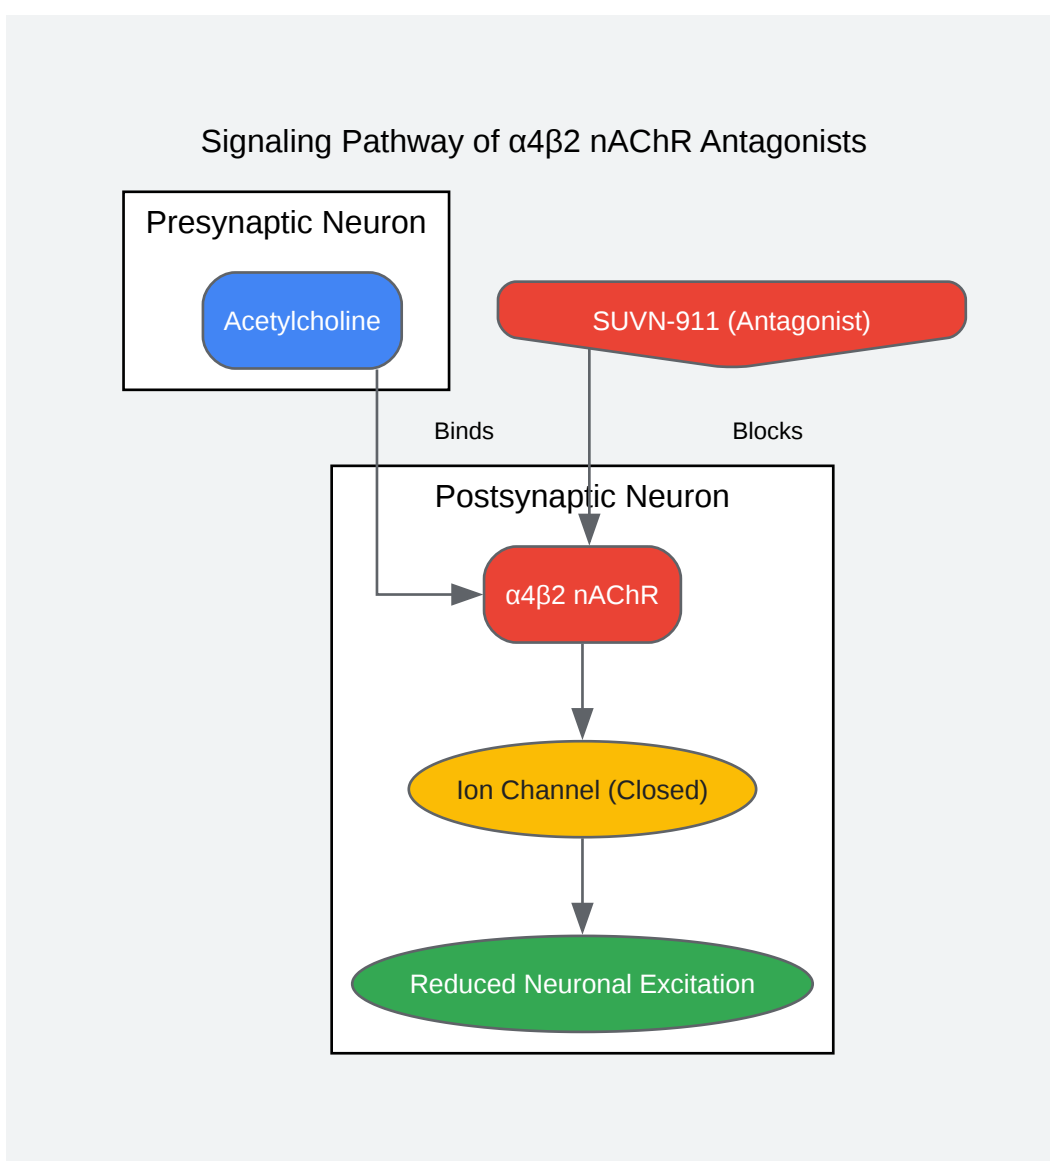 Signaling Pathway of α4β2 nAChR Antagonists
Presynaptic Neuron
Acetylcholine
SUVN-911 (Antagonist)
Binds
Blocks
Postsynaptic Neuron
α4β2 nAChR
Ion Channel (Closed)
Reduced Neuronal Excitation